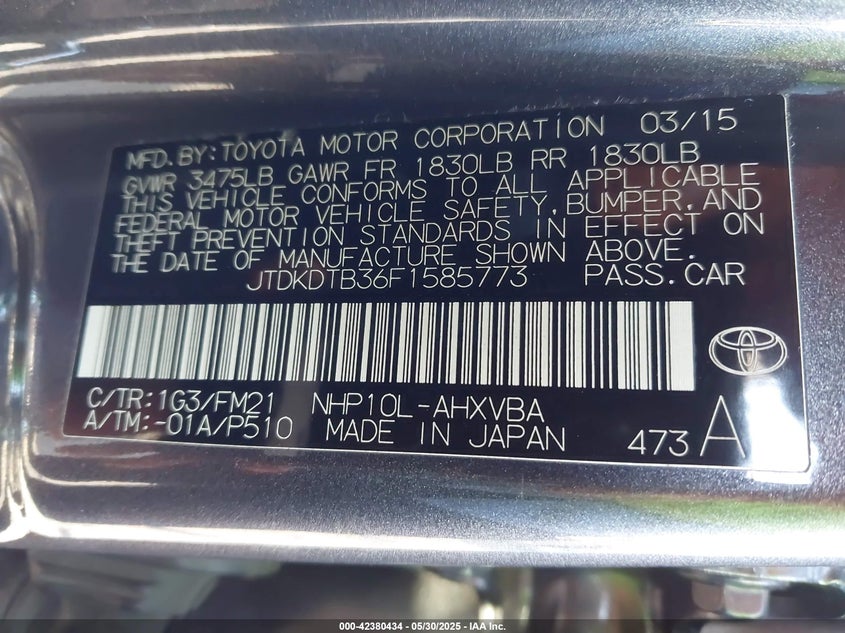 MFD.BY:TOYOTA MOTOR CORPORATION 03/15
GVWR 3475LB GAWR FR 1830LB RR 1830LB
THIS VEHICLE CONFORMS TO ALL APPLICABLE
FEDERAL MOTOR VEHICLE SAFETY,BUMPER,AND
THEFT PREVENTION STANDARDS IN EFFECT ON
THE DATE OF MANUFACTURE SHOWN ABOVE.
JTDKDTB36F1585773 PASS.CAR
C/TR:1G3/FM21 NHP10L-AHXVBA
A/TM:-01A/P510 MADE IN JAPAN 473 A
000-42380434 - 05/30/2025 - IAA Inc.